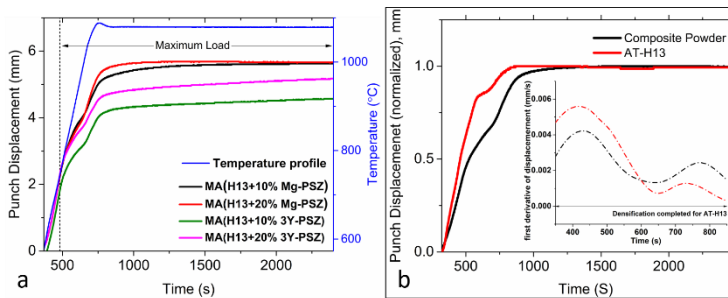 Maximum Load
Punch Displacement (mm)
6
4
2
0
Temperature profile
MA(H13+10% Mg-PSZ)
MA(H13+20% Mg-PSZ)
MA(H13+10% 3Y-PSZ)
MA(H13+20% 3Y-PSZ)
1000
900
800
700
600
Temperature (°C)
500
1000
1500
2000
Time (s)
a
Punch Displacemenet (normalized), mm
1.0
0.5
0.0
Composite Powder
AT-H13
first derivative of displacemement (mm/s)
0.006
0.004
0.002
0.000
Densification completed for AT-H13
400
500
600
700
800
Time (s)
500
1000
1500
2000
Time (S)
b